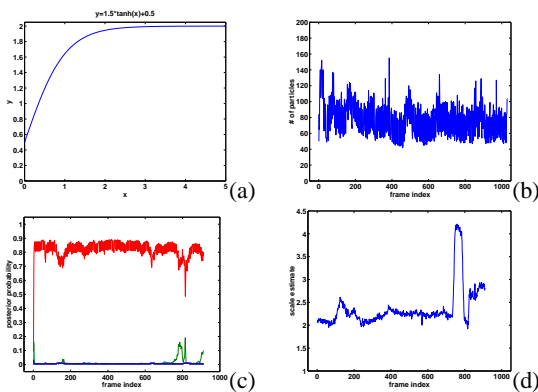 y=1.5*tanh(x)+0.5
2
1.8
1.6
1.4
1.2
1
0.8
0.6
0.4
0.2
0
y
0 1 2 3 4 5
x
(a)
200
180
160
140
120
100
80
60
40
20
0
# of particles
0 200 400 600 800 1000
frame index
(b)
1
0.9
0.8
0.7
0.6
0.5
0.4
0.3
0.2
0.1
0
posterior probability
0 200 400 600 800 1000
frame index
(c)
4.5
4
3.5
3
2.5
2
1.5
1
scale estimate
0 200 400 600 800 1000
frame index
(d)